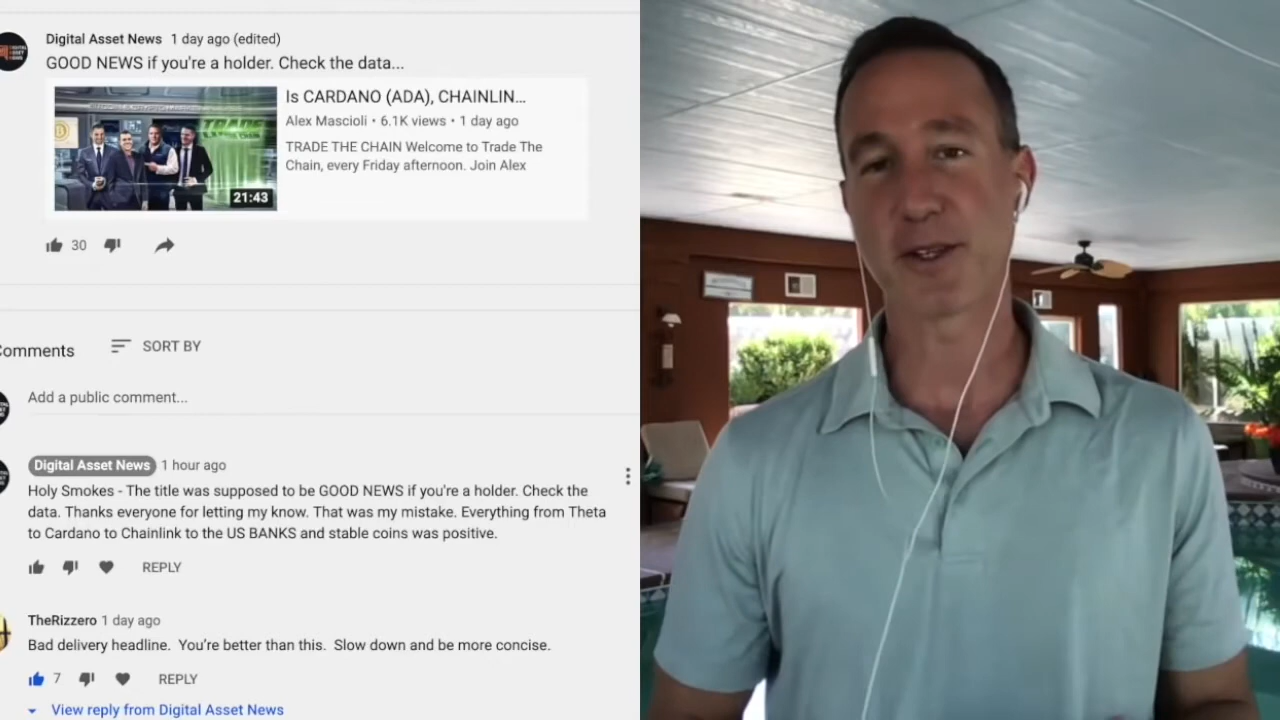 Digital Asset News 1 day ago (edited)
GOOD NEWS if you're a holder. Check the data...
Is CARDANO (ADA), CHAINLIN...
Alex Mascioli • 6.1K views • 1 day ago
TRADE THE CHAIN Welcome to Trade The
Chain, every Friday afternoon. Join Alex
21:43
30
omments
SORT BY
Add a public comment...
Digital Asset News 1 hour ago
Holy Smokes - The title was supposed to be GOOD NEWS if you're a holder. Check the
data. Thanks everyone for letting my know. That was my mistake. Everything from Theta
to Cardano to Chainlink to the US BANKS and stable coins was positive.
REPLY
TheRizzero 1 day ago
Bad delivery headline. You're better than this. Slow down and be more concise.
7
REPLY
View reply from Digital Asset News